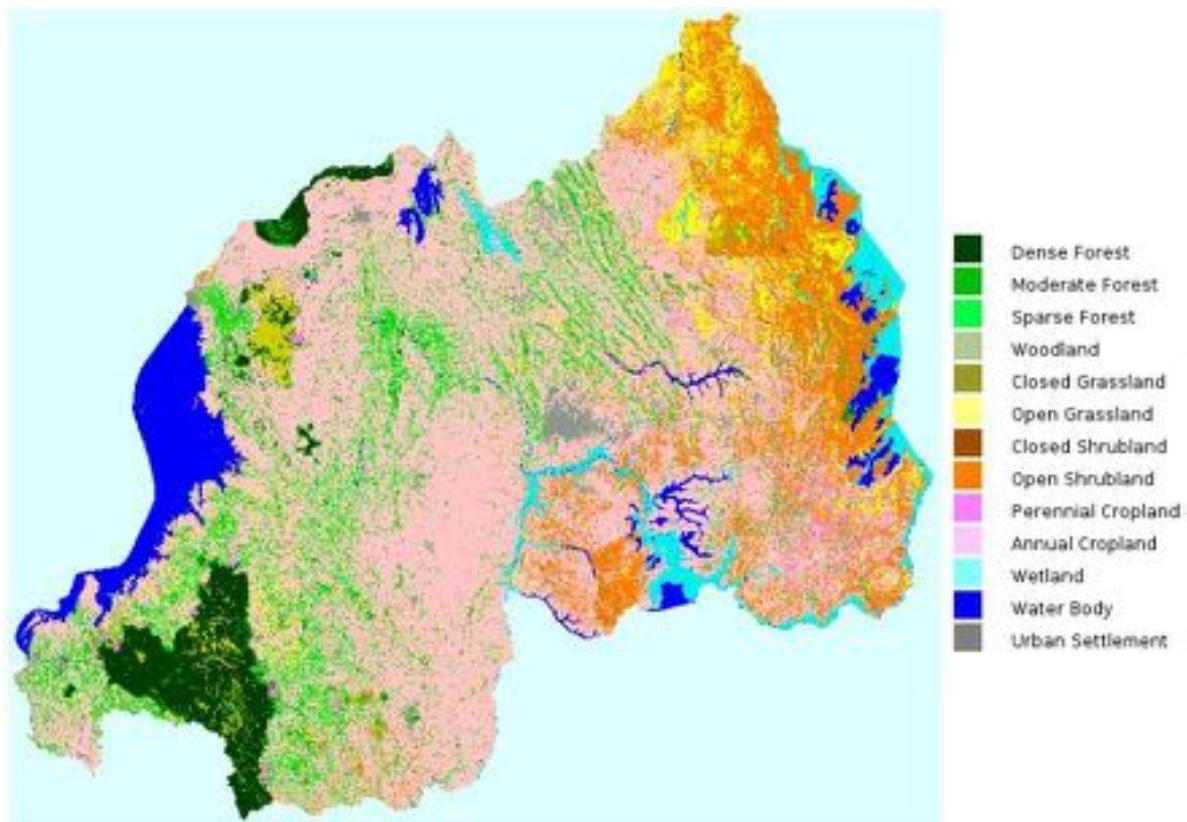 Dense Forest
Moderate Forest
Sparse Forest
Woodland
Closed Grassland
Open Grassland
Closed Shrubland
Open Shrubland
Perennial Cropland
Annual Cropland
Wetland
Water Body
Urban Settlement